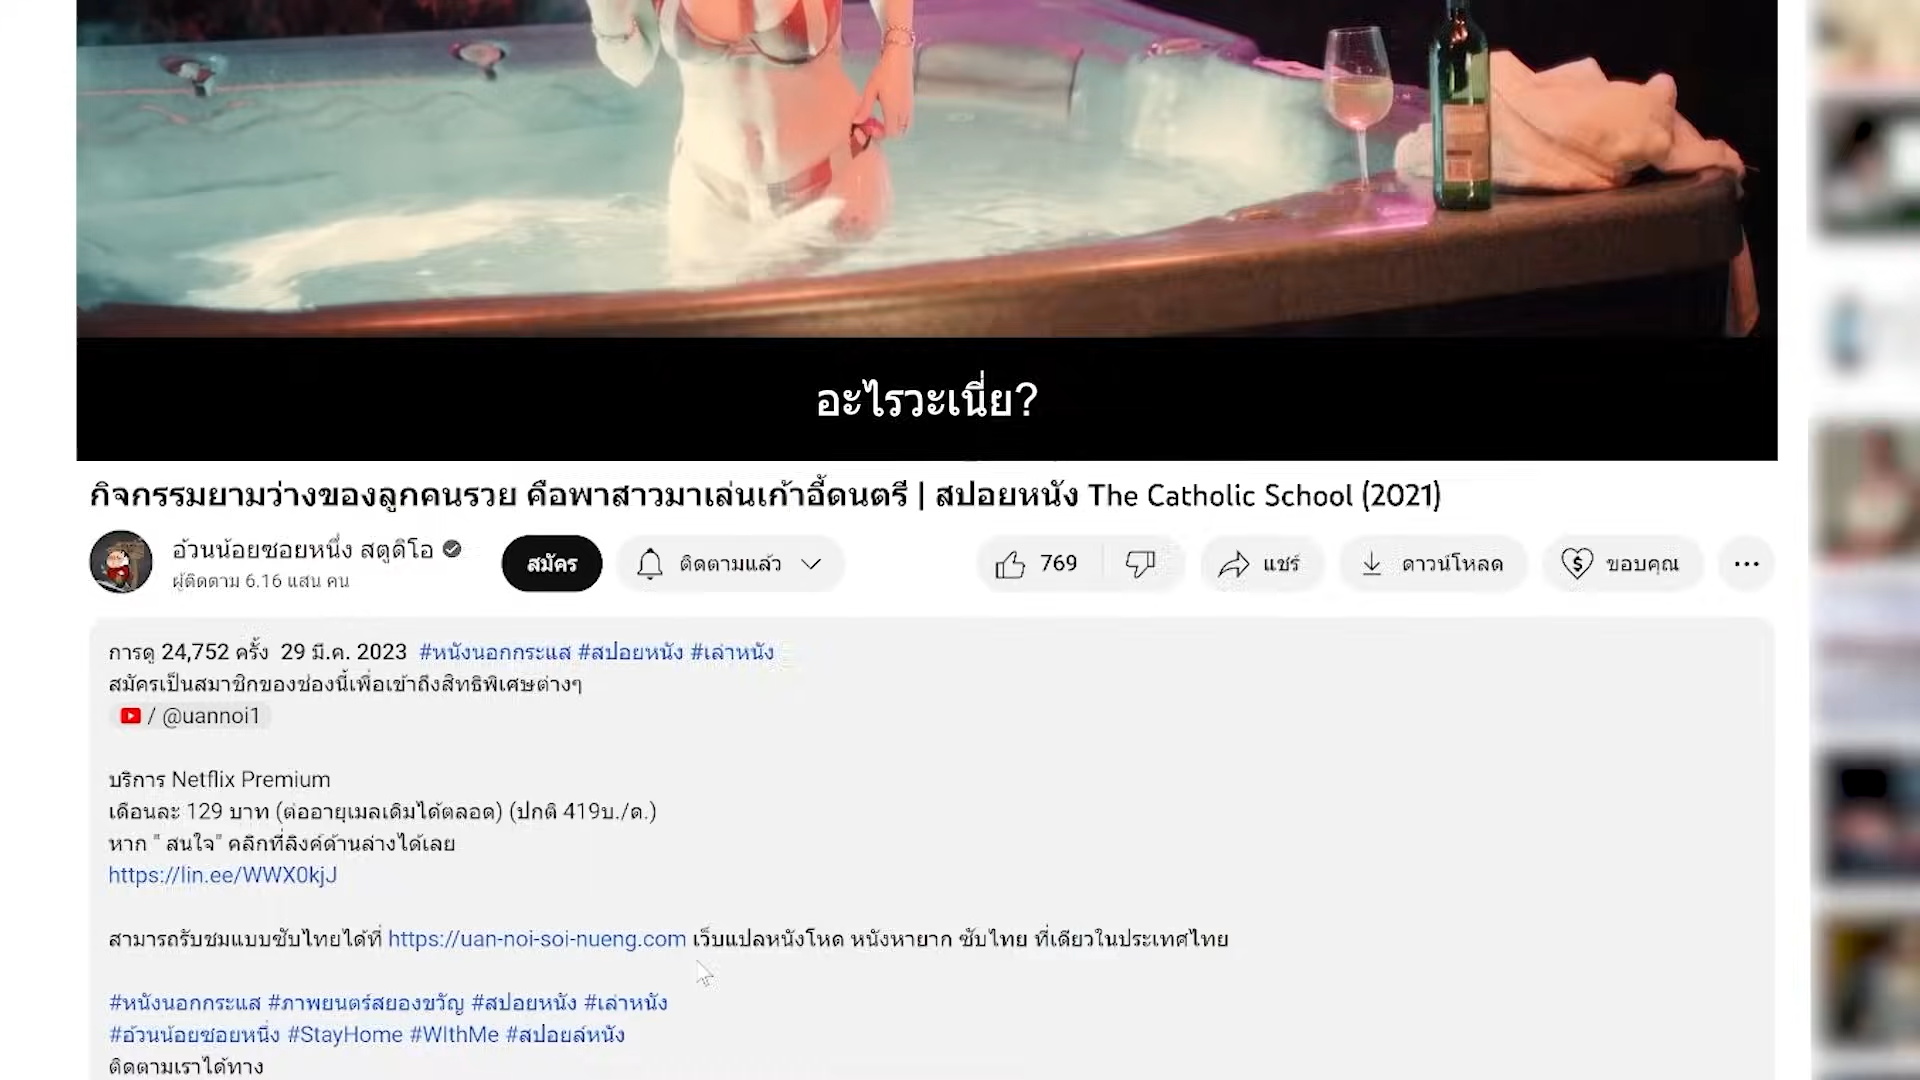 อะไรวะเนี่ย?
กิจกรรมยามว่างของลูกคนรวย คือพาสาวมาเล่นเก้าอี้ดนตรี | สปอยหนัง The Catholic School (2021)
อ้วนน้อยซอยหนึ่ง สตูดิโอ
ผู้ติดตาม 6.16 แสน คน
สมัคร
ติดตามแล้ว
769
แชร์
ดาวน์โหลด
ขอบคุณ
การดู 24,752 ครั้ง 29 มี.ค. 2023 #หนังนอกกระแส #สปอยหนัง #เล่าหนัง
สมัครเป็นสมาชิกของช่องนี้เพื่อเข้าถึงสิทธิพิเศษต่างๆ
/ @uannoi1
บริการ Netflix Premium
เดือนละ 129 บาท (ต่ออายุเมลเดิมได้ตลอด) (ปกติ 419บ./ด.)
หาก " สนใจ" คลิกที่ลิงค์ด้านล่างได้เลย
https://lin.ee/WWX0kjJ
สามารถรับชมแบบซับไทยได้ที่ https://uan-noi-soi-nueng.com เว็บแปลหนังโหด หนังหายาก ซับไทย ที่เดียวในประเทศไทย
#หนังนอกกระแส #ภาพยนตร์สยองขวัญ #สปอยหนัง #เล่าหนัง
#อ้วนน้อยซอยหนึ่ง #StayHome #WIthMe #สปอยล์หนัง
ติดตามเราได้ทาง